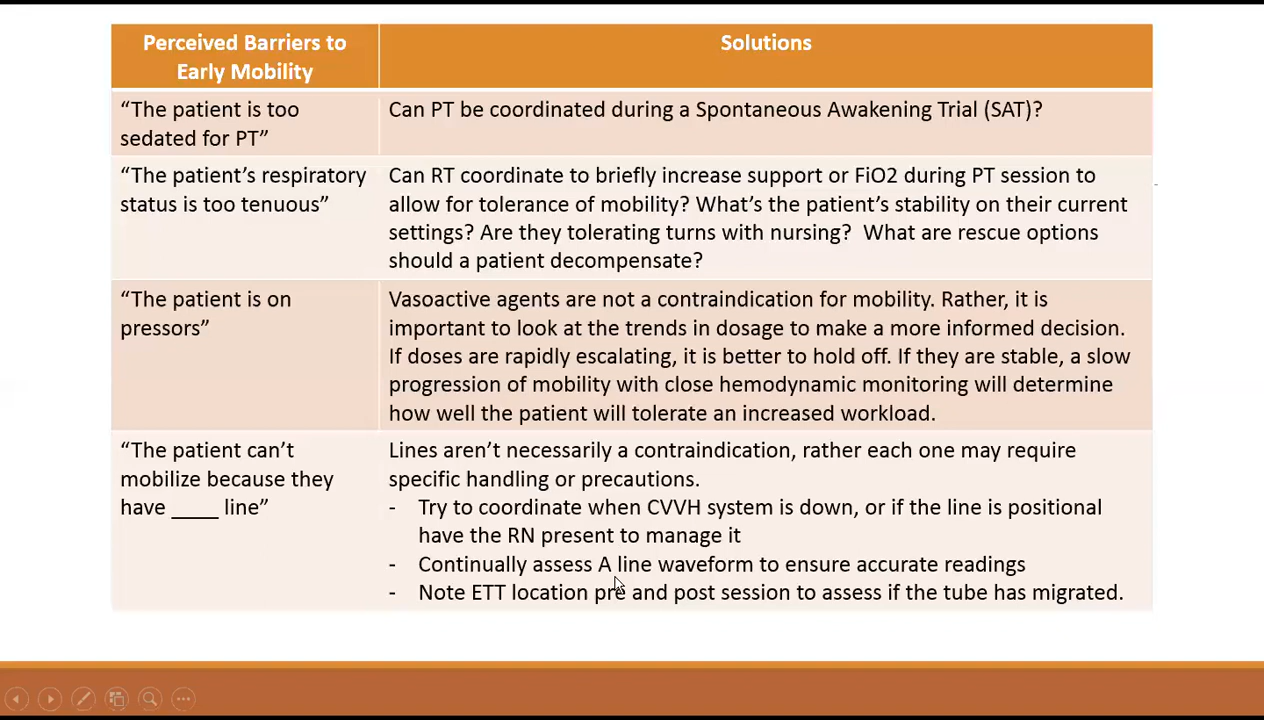 Perceived Barriers to
Early Mobility
Solutions
“The patient is too
sedated for PT”
Can PT be coordinated during a Spontaneous Awakening Trial (SAT)?
“The patient’s respiratory
status is too tenuous”
Can RT coordinate to briefly increase support or FiO2 during PT session to
allow for tolerance of mobility? What’s the patient’s stability on their current
settings? Are they tolerating turns with nursing?  What are rescue options
should a patient decompensate?
“The patient is on
pressors”
Vasoactive agents are not a contraindication for mobility. Rather, it is
important to look at the trends in dosage to make a more informed decision.
If doses are rapidly escalating, it is better to hold off. If they are stable, a slow
progression of mobility with close hemodynamic monitoring will determine
how well the patient will tolerate an increased workload.
“The patient can’t
mobilize because they
have ____ line”
Lines aren’t necessarily a contraindication, rather each one may require
specific handling or precautions.
- Try to coordinate when CVVH system is down, or if the line is positional
have the RN present to manage it
- Continually assess A line waveform to ensure accurate readings
- Note ETT location pre and post session to assess if the tube has migrated.